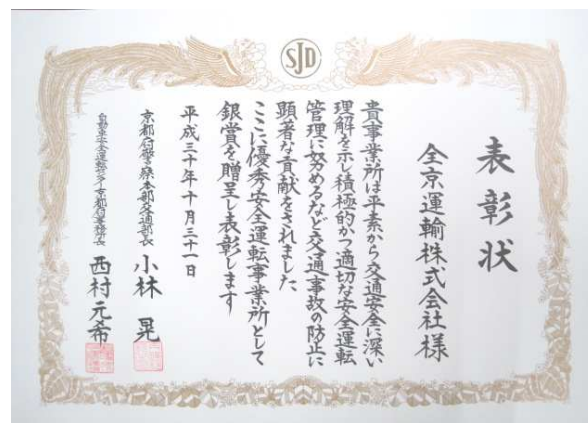 SJD
表彰状
全京運輸株式会社様
貴事業所は平素から交通安全に深い
理解を示し積極的かつ適切な安全運転
管理に努めるなど交通事故の防止に
顕著な貢献をされました
ここに優秀安全運転事業所として
銀賞を贈呈し表彰します
平成三十年十月三十一日
京都府警察本部交通部長 小林 晃
自動車安全運転センター京都府事務所長 西村元希